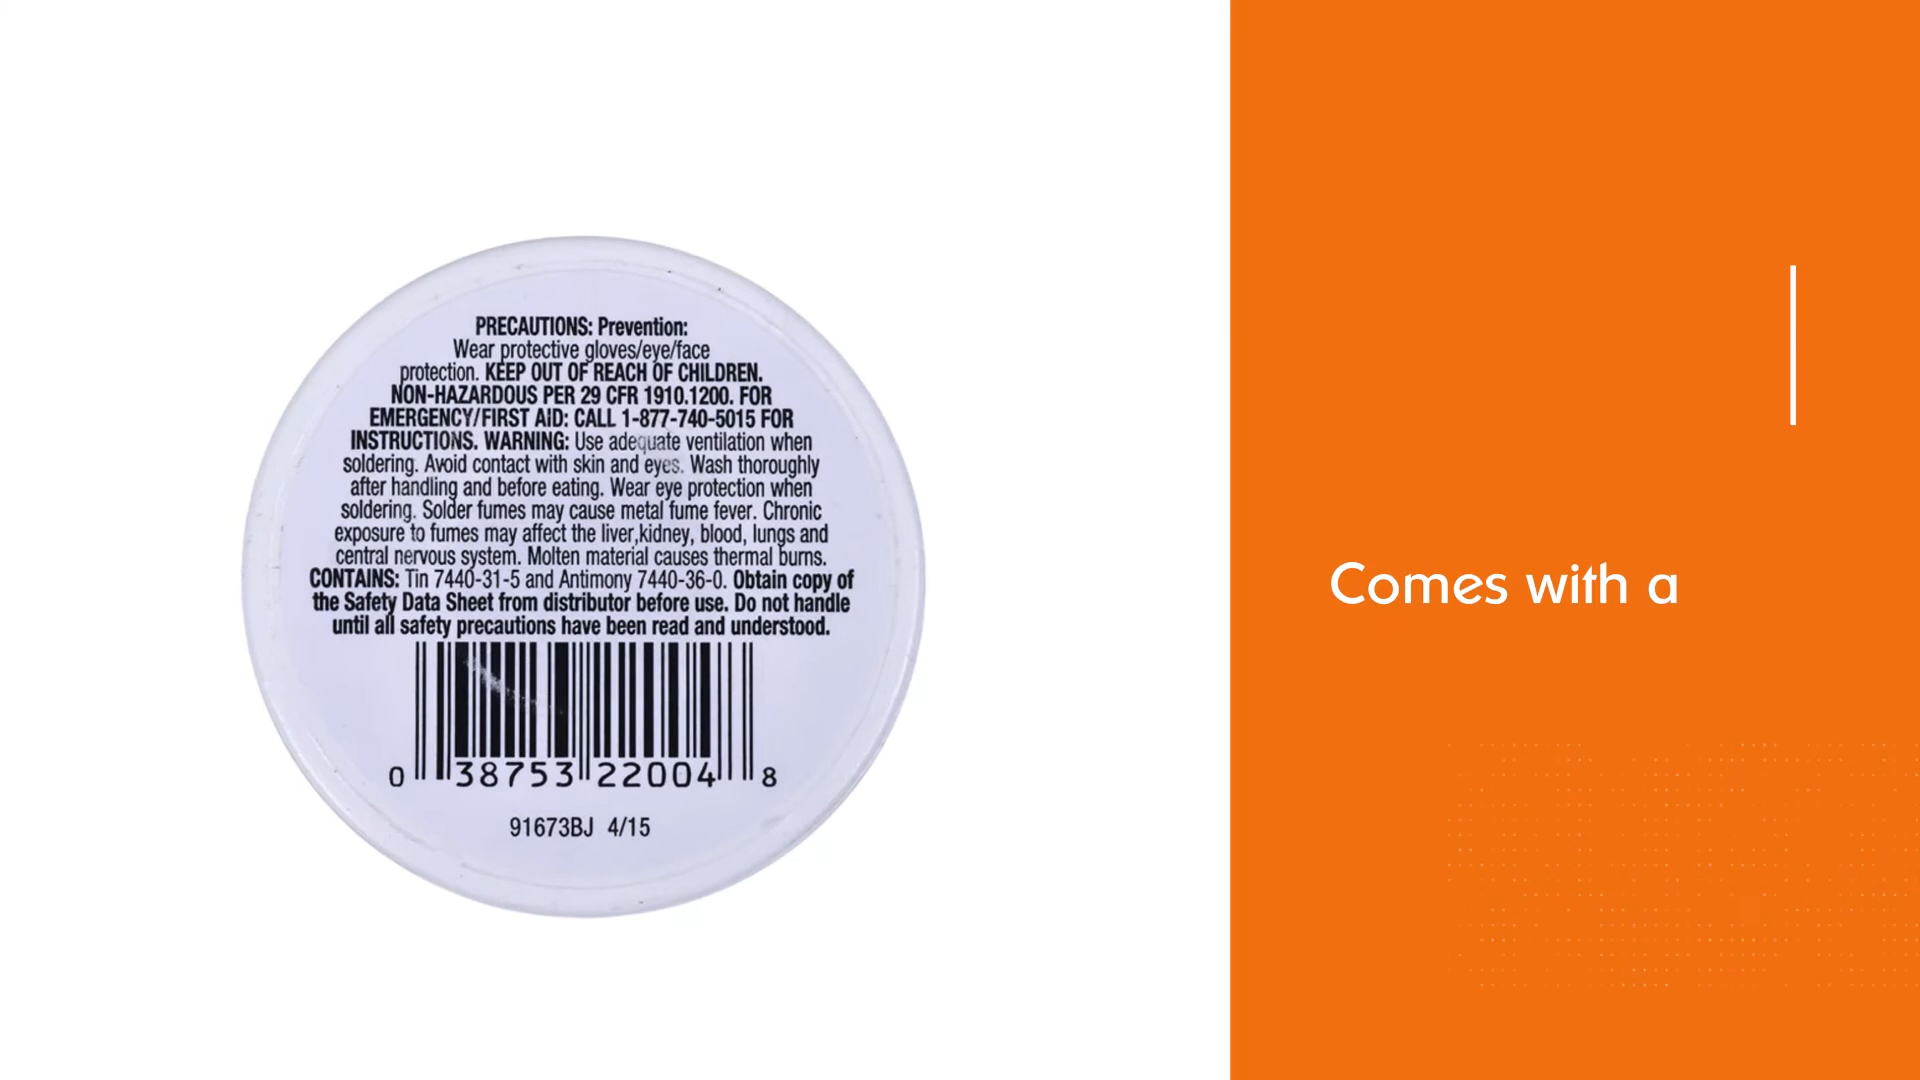 PRECAUTIONS: Prevention:
Wear protective gloves/eye/face
protection. KEEP OUT OF REACH OF CHILDREN.
NON-HAZARDOUS PER 29 CFR 1910.1200. FOR
EMERGENCY/FIRST AID: CALL 1-877-740-5015 FOR
INSTRUCTIONS. WARNING: Use adequate ventilation when
soldering. Avoid contact with skin and eyes. Wash thoroughly
after handling and before eating. Wear eye protection when
soldering. Solder fumes may cause metal fume fever. Chronic
exposure to fumes may affect the liver,kidney, blood, lungs and
central nervous system. Molten material causes thermal burns.
CONTAINS: Tin 7440-31-5 and Antimony 7440-36-0. Obtain copy of
the Safety Data Sheet from distributor before use. Do not handle
until all safety precautions have been read and understood.
0 38753 22004 8
91673BJ 4/15
Comes with a